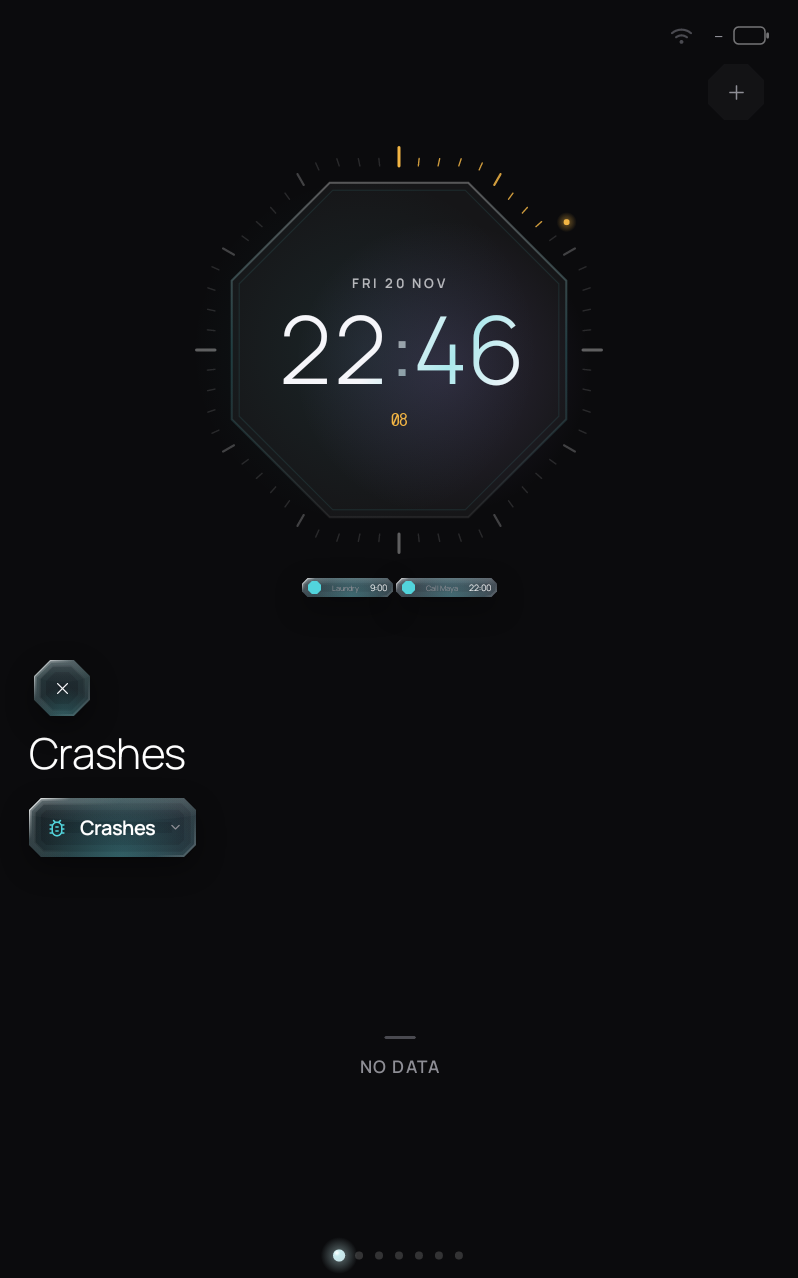 –
FRI 20 NOV
22:46
08
Laundry 9:00 Call Maya 22:00
Crashes
Crashes
NO DATA